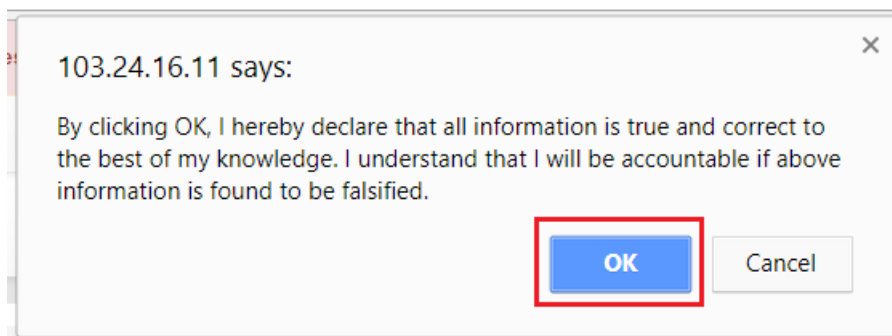 103.24.16.11 says:
By clicking OK, I hereby declare that all information is true and correct to
the best of my knowledge. I understand that I will be accountable if above
information is found to be falsified.
OK Cancel